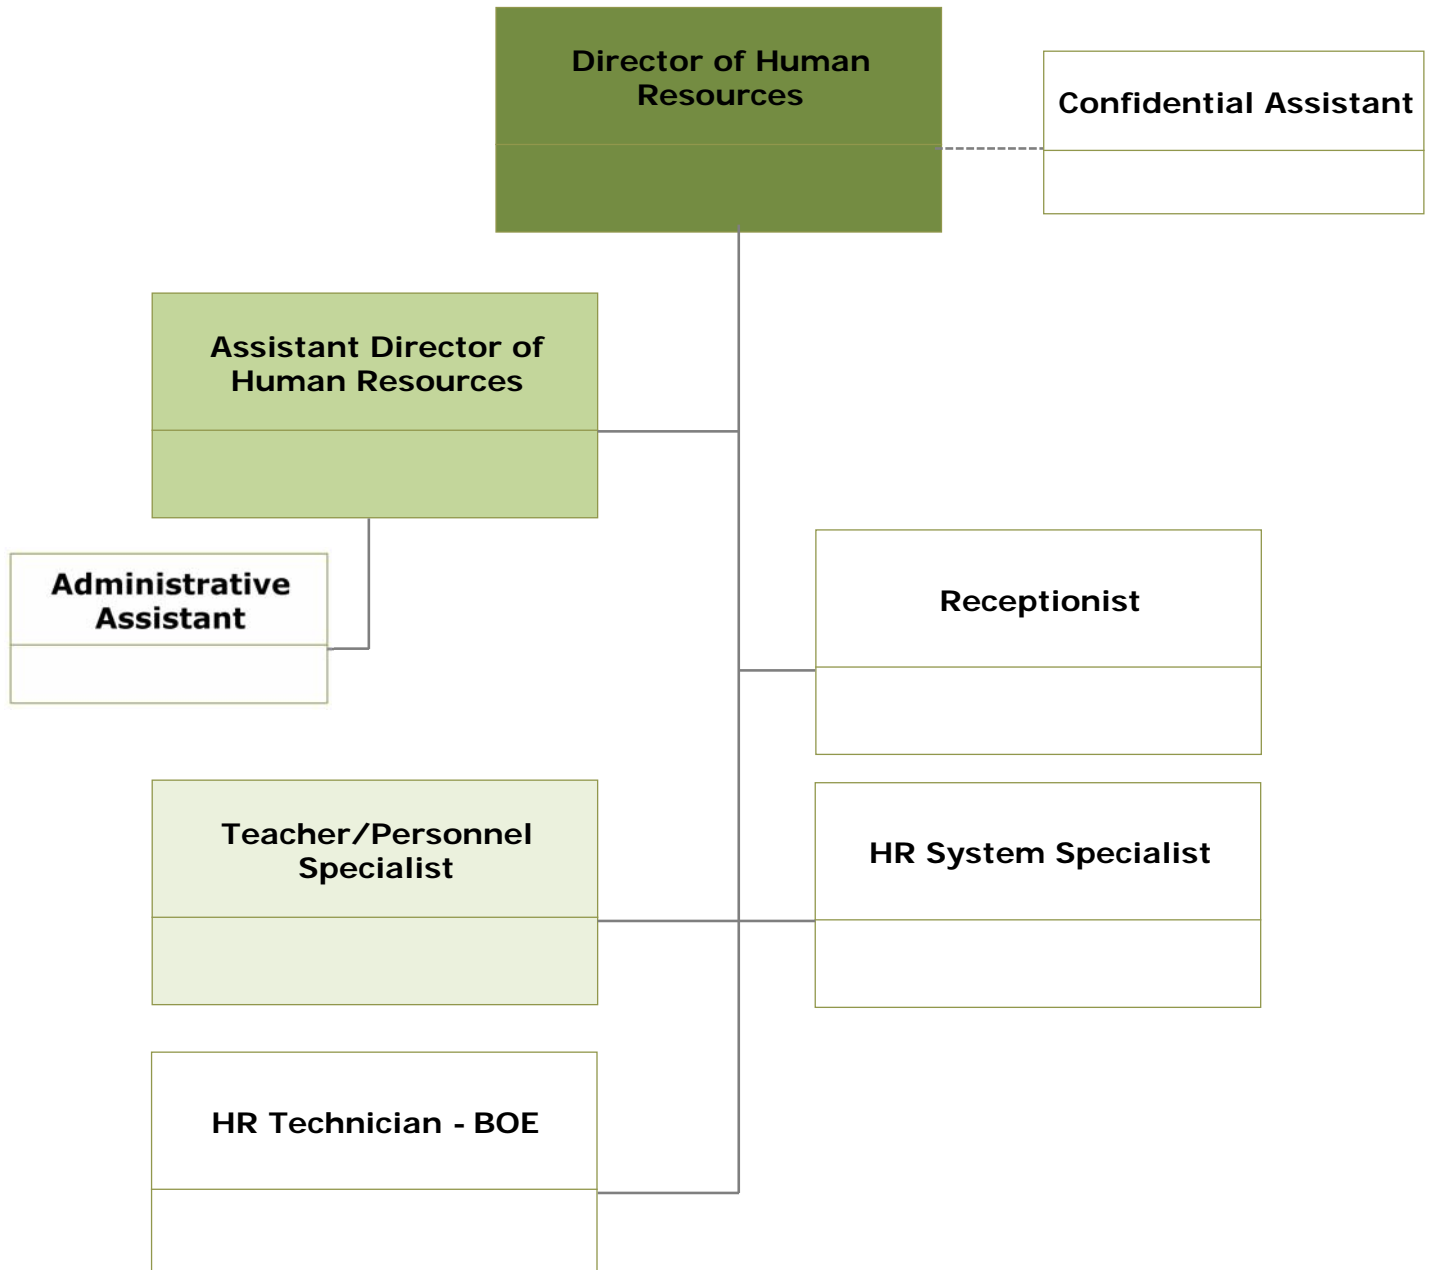 Director of Human
Resources
Confidential Assistant
Assistant Director of
Human Resources
Administrative
Assistant
Receptionist
Teacher/Personnel
Specialist
HR System Specialist
HR Technician - BOE